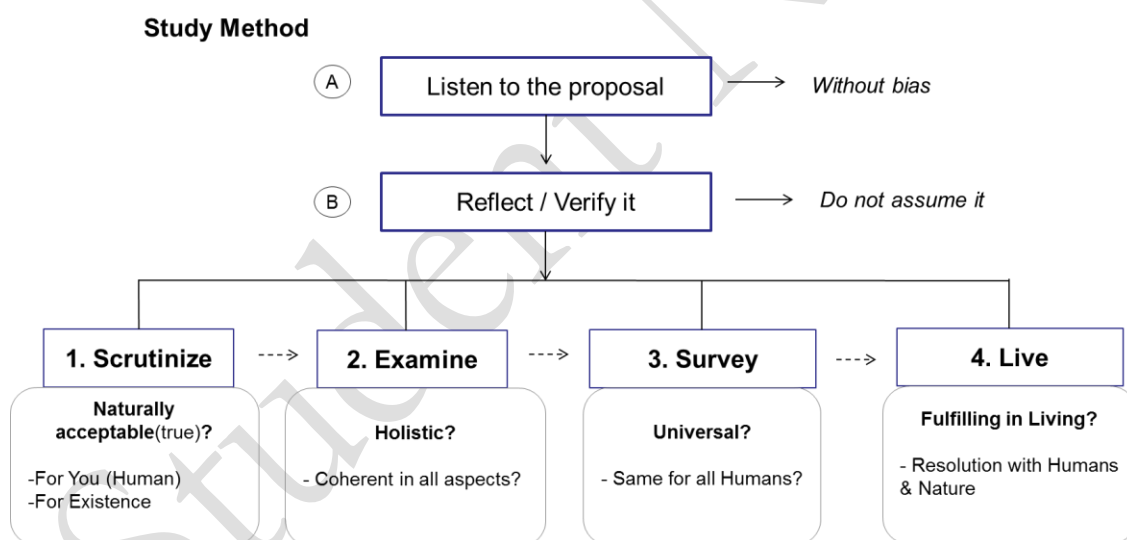 Study Method
A
Listen to the proposal
Without bias
B
Reflect / Verify it
Do not assume it
1. Scrutinize
2. Examine
3. Survey
4. Live
Naturally
acceptable(true)?
-For You (Human)
-For Existence
Holistic?
- Coherent in all aspects?
Universal?
- Same for all Humans?
Fulfilling in Living?
- Resolution with Humans
& Nature
Student N